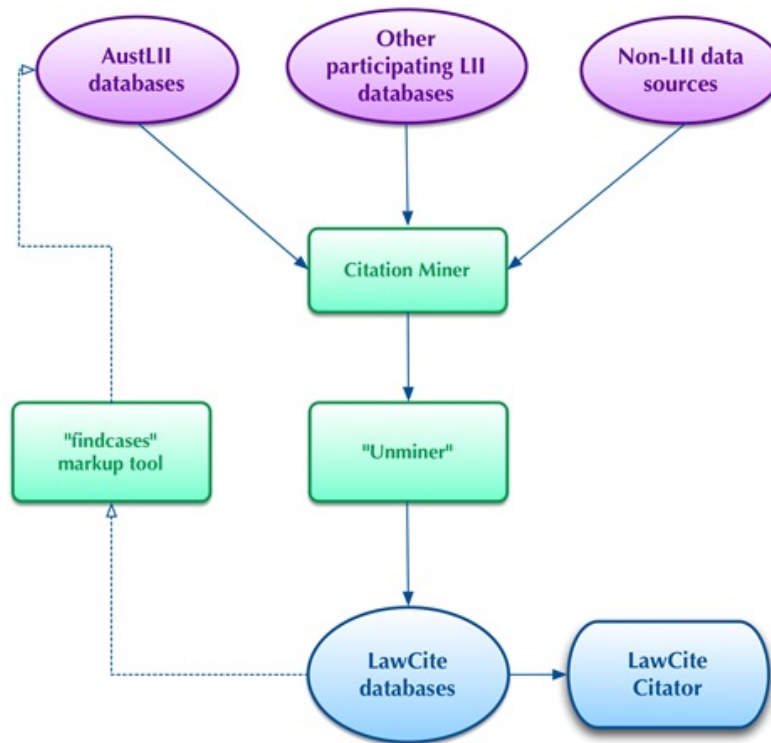 AustLII
databases
Other
participating LII
databases
Non-LII data
sources
Citation Miner
"findcases"
markup tool
"Unminer"
LawCite
databases
LawCite
Citator